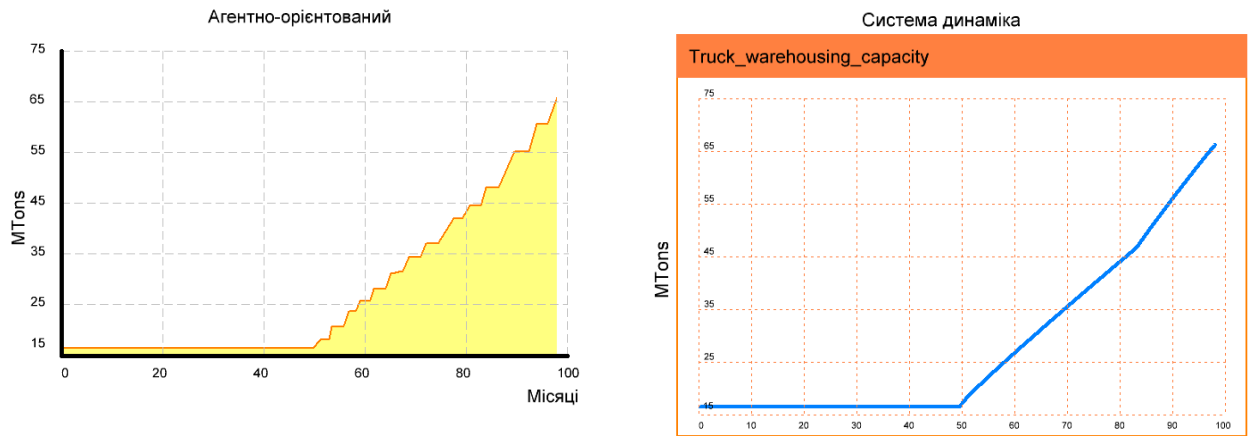 Агентно-орієнтований
75
65
55
45
35
25
15
MTons
0 20 40 60 80 100
Місяці
Система динаміка
Truck_warehousing_capacity
75
65
55
45
35
25
15
MTons
0 10 20 30 40 50 60 70 80 90 100